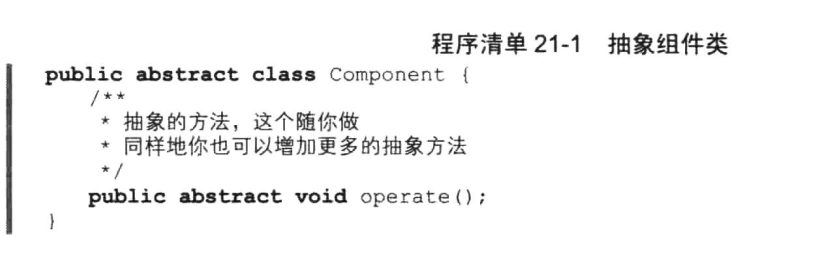 程序清单 21-1 抽象组件类
public abstract class Component {
/**
* 抽象的方法，这个随你做
* 同样地你也可以增加更多的抽象方法
*/
public abstract void operate();
}